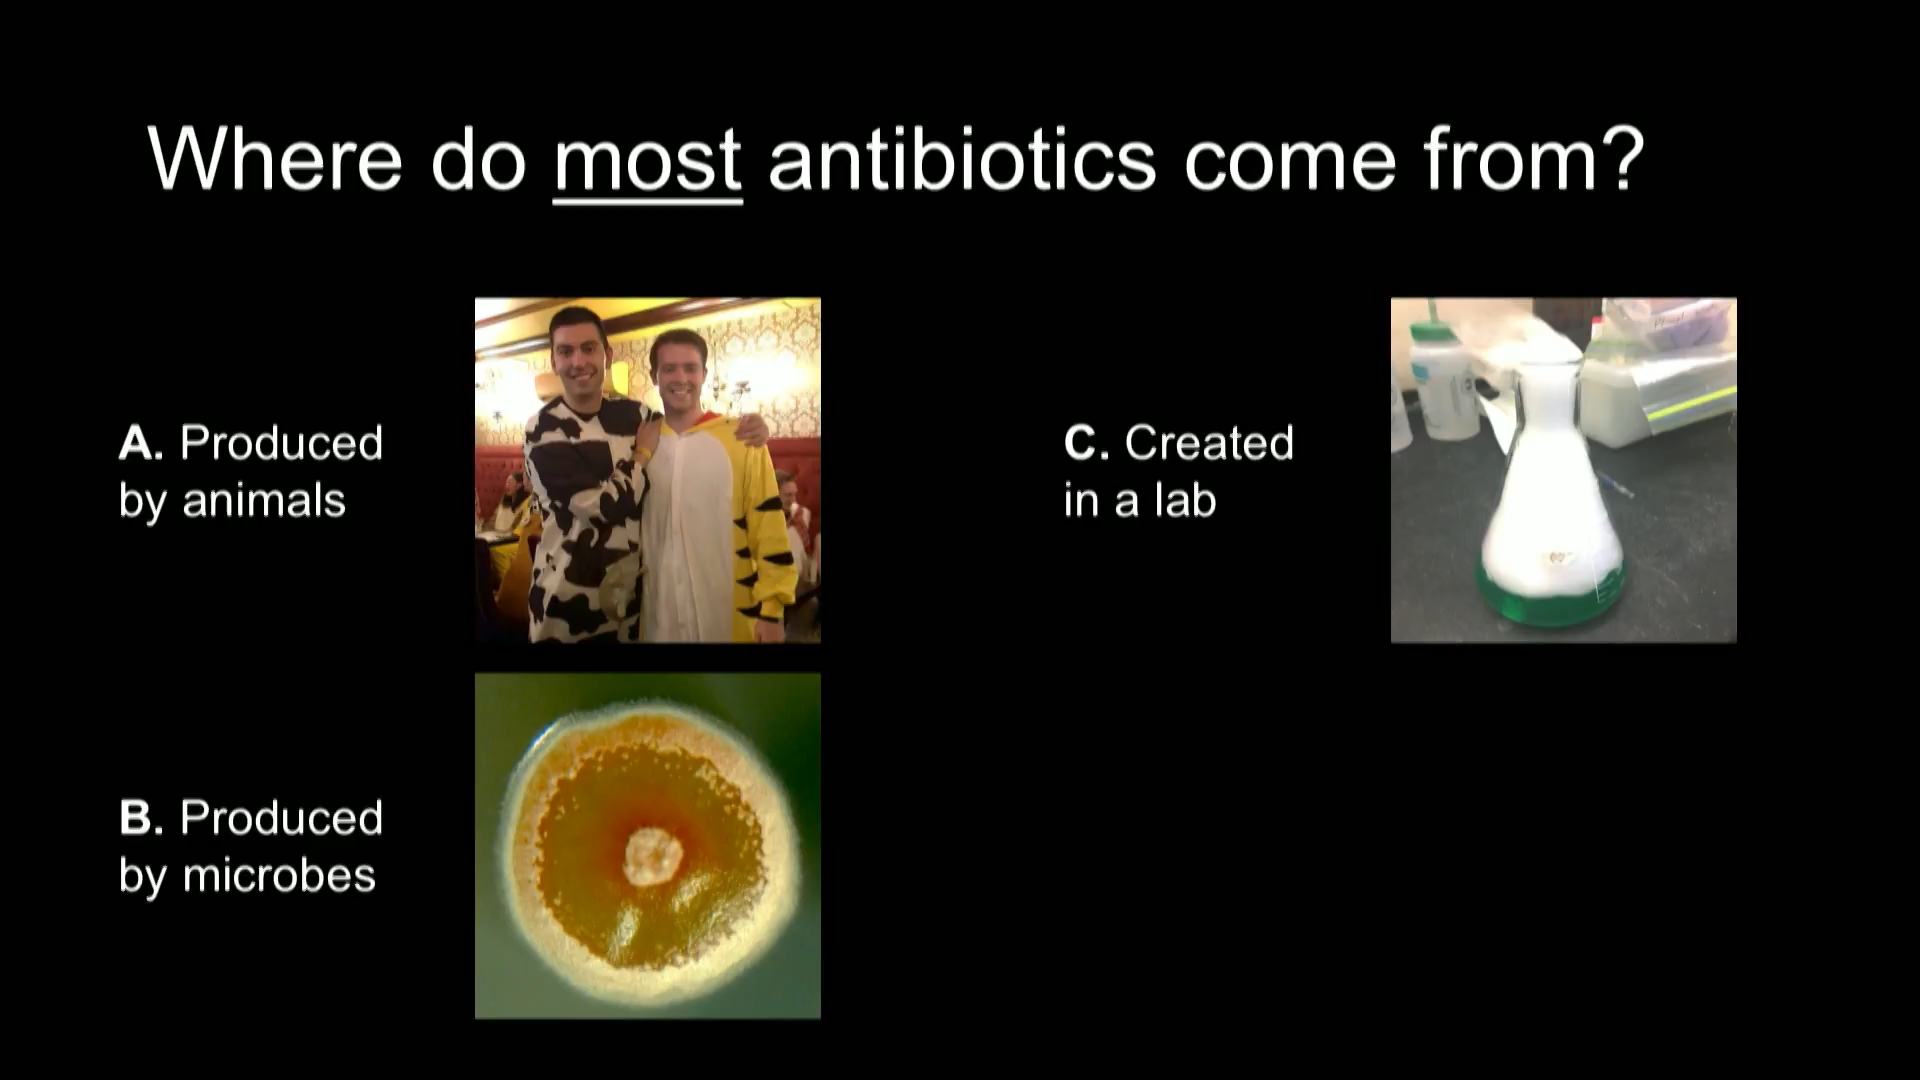 Where do most antibiotics come from?
A. Produced
by animals
B. Produced
by microbes
C. Created
in a lab